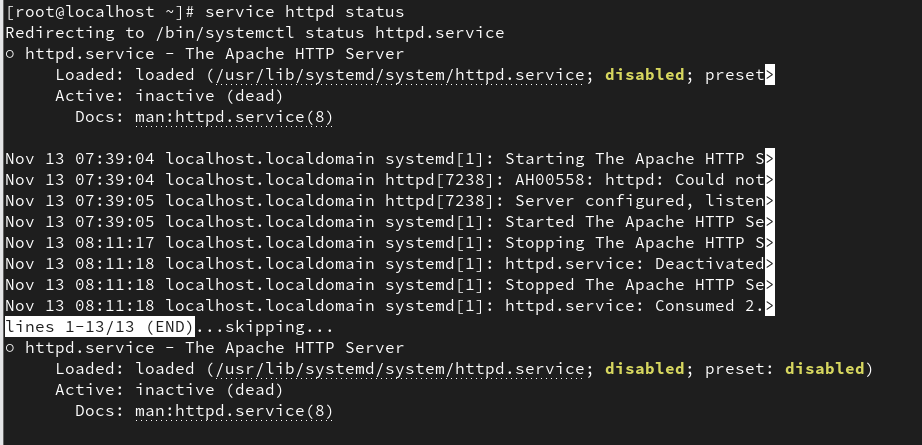 [root@localhost ~]# service httpd status
Redirecting to /bin/systemctl status httpd.service
○ httpd.service - The Apache HTTP Server
     Loaded: loaded (/usr/lib/systemd/system/httpd.service; disabled; preset>
     Active: inactive (dead)
       Docs: man:httpd.service(8)

Nov 13 07:39:04 localhost.localdomain systemd[1]: Starting The Apache HTTP S>
Nov 13 07:39:04 localhost.localdomain httpd[7238]: AH00558: httpd: Could not>
Nov 13 07:39:05 localhost.localdomain httpd[7238]: Server configured, listen>
Nov 13 07:39:05 localhost.localdomain systemd[1]: Started The Apache HTTP Se>
Nov 13 08:11:17 localhost.localdomain systemd[1]: Stopping The Apache HTTP S>
Nov 13 08:11:18 localhost.localdomain systemd[1]: httpd.service: Deactivated>
Nov 13 08:11:18 localhost.localdomain systemd[1]: Stopped The Apache HTTP Se>
Nov 13 08:11:18 localhost.localdomain systemd[1]: httpd.service: Consumed 2.>
lines 1-13/13 (END)...skipping...
○ httpd.service - The Apache HTTP Server
     Loaded: loaded (/usr/lib/systemd/system/httpd.service; disabled; preset: disabled)
     Active: inactive (dead)
       Docs: man:httpd.service(8)